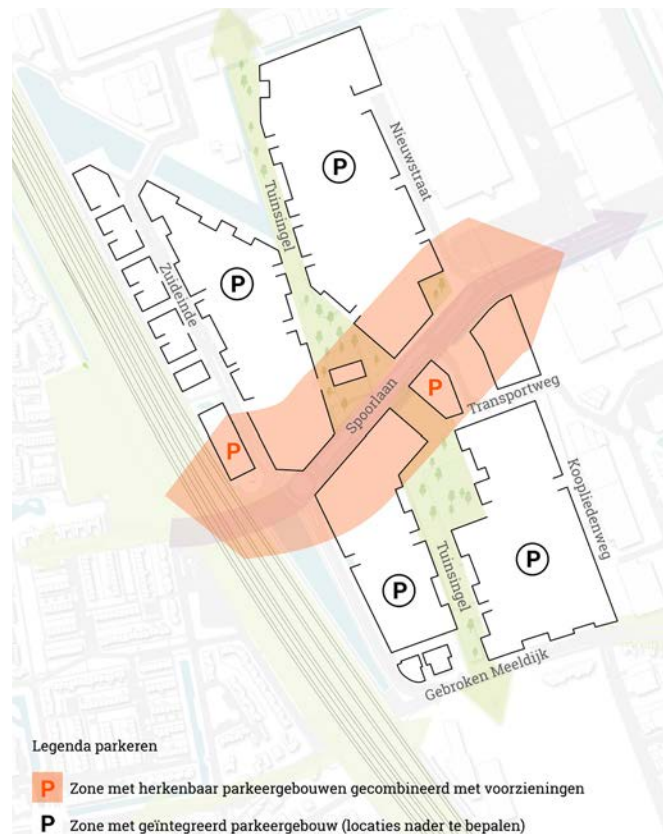 Nieuwstraat
P
Tuinsingel
Zuideinde
P
P
Spoorlaan
P
Transportweg
Koopliedenweg
P
P
Tuinsingel
Gebroken Meeldijk
Legenda parkeren
P Zone met herkenbaar parkeergebouwen gecombineerd met voorzieningen
P Zone met geïntegreerd parkeergebouw (locaties nader te bepalen)